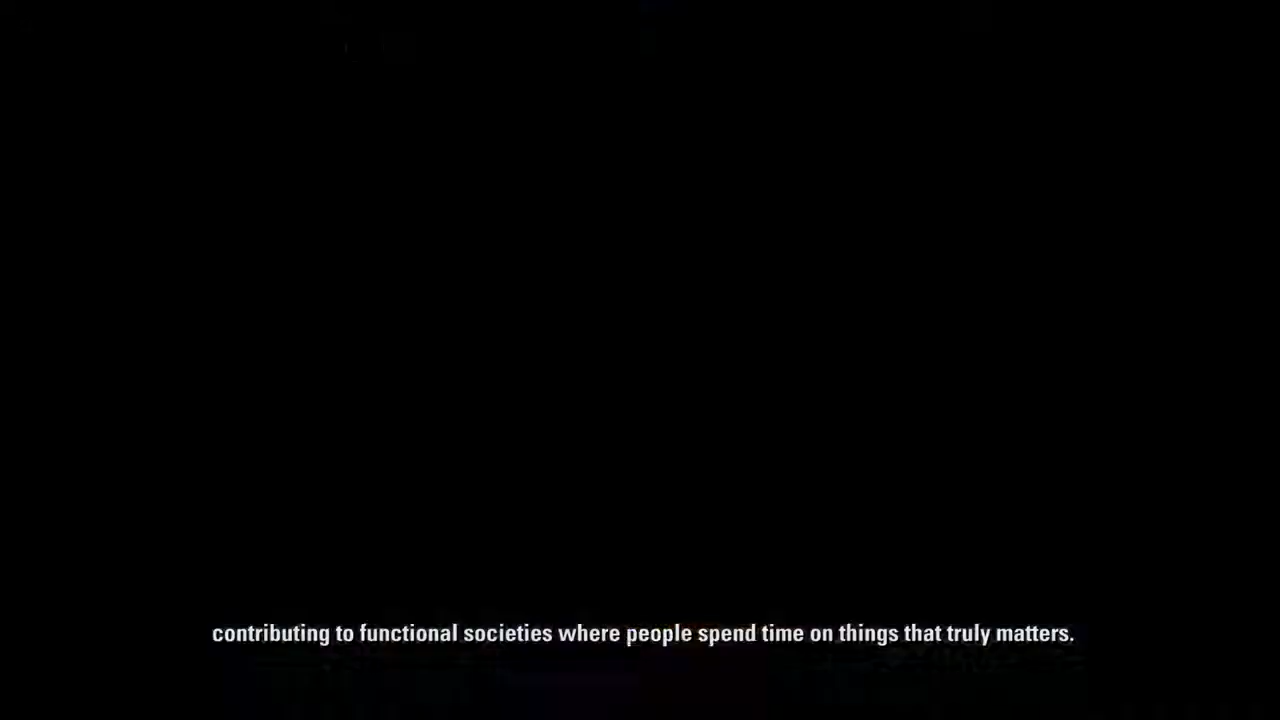 contributing to functional societies where people spend time on things that truly matters.